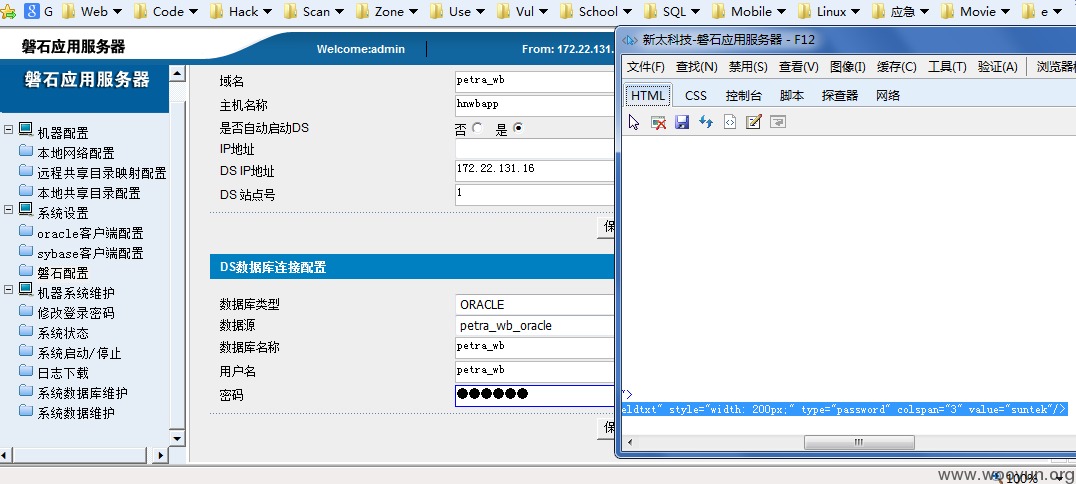 G Web Code Hack Scan Zone Use Vul School SQL Mobile Linux 应急 Movie e
磐石应用服务器
Welcome:admin
From: 172.22.131.
磐石应用服务器
机器配置
本地网络配置
远程共享目录映射配置
本地共享目录配置
系统设置
oracle客户端配置
sybase客户端配置
磐石配置
机器系统维护
修改登录密码
系统状态
系统启动/停止
日志下载
系统数据库维护
系统数据维护
域名 petra_wb
主机名称 hnwbapp
是否自动启动DS 否 是
IP地址
DS IP地址 172.22.131.16
DS 站点号 1
保
DS数据库连接配置
数据库类型 ORACLE
数据源 petra_wb_oracle
数据库名称 petra_wb
用户名 petra_wb
密码 ●●●●●●
保
新太科技-磐石应用服务器 - F12
文件(F) 查找(N) 禁用(S) 查看(V) 图像(I) 缓存(C) 工具(T) 验证(A) 浏览器
HTML CSS 控制台 脚本 探查器 网络
">
eldtxt" style="width: 200px;" type="password" colspan="3" value="suntek"/>
www.wooyun.org
100%